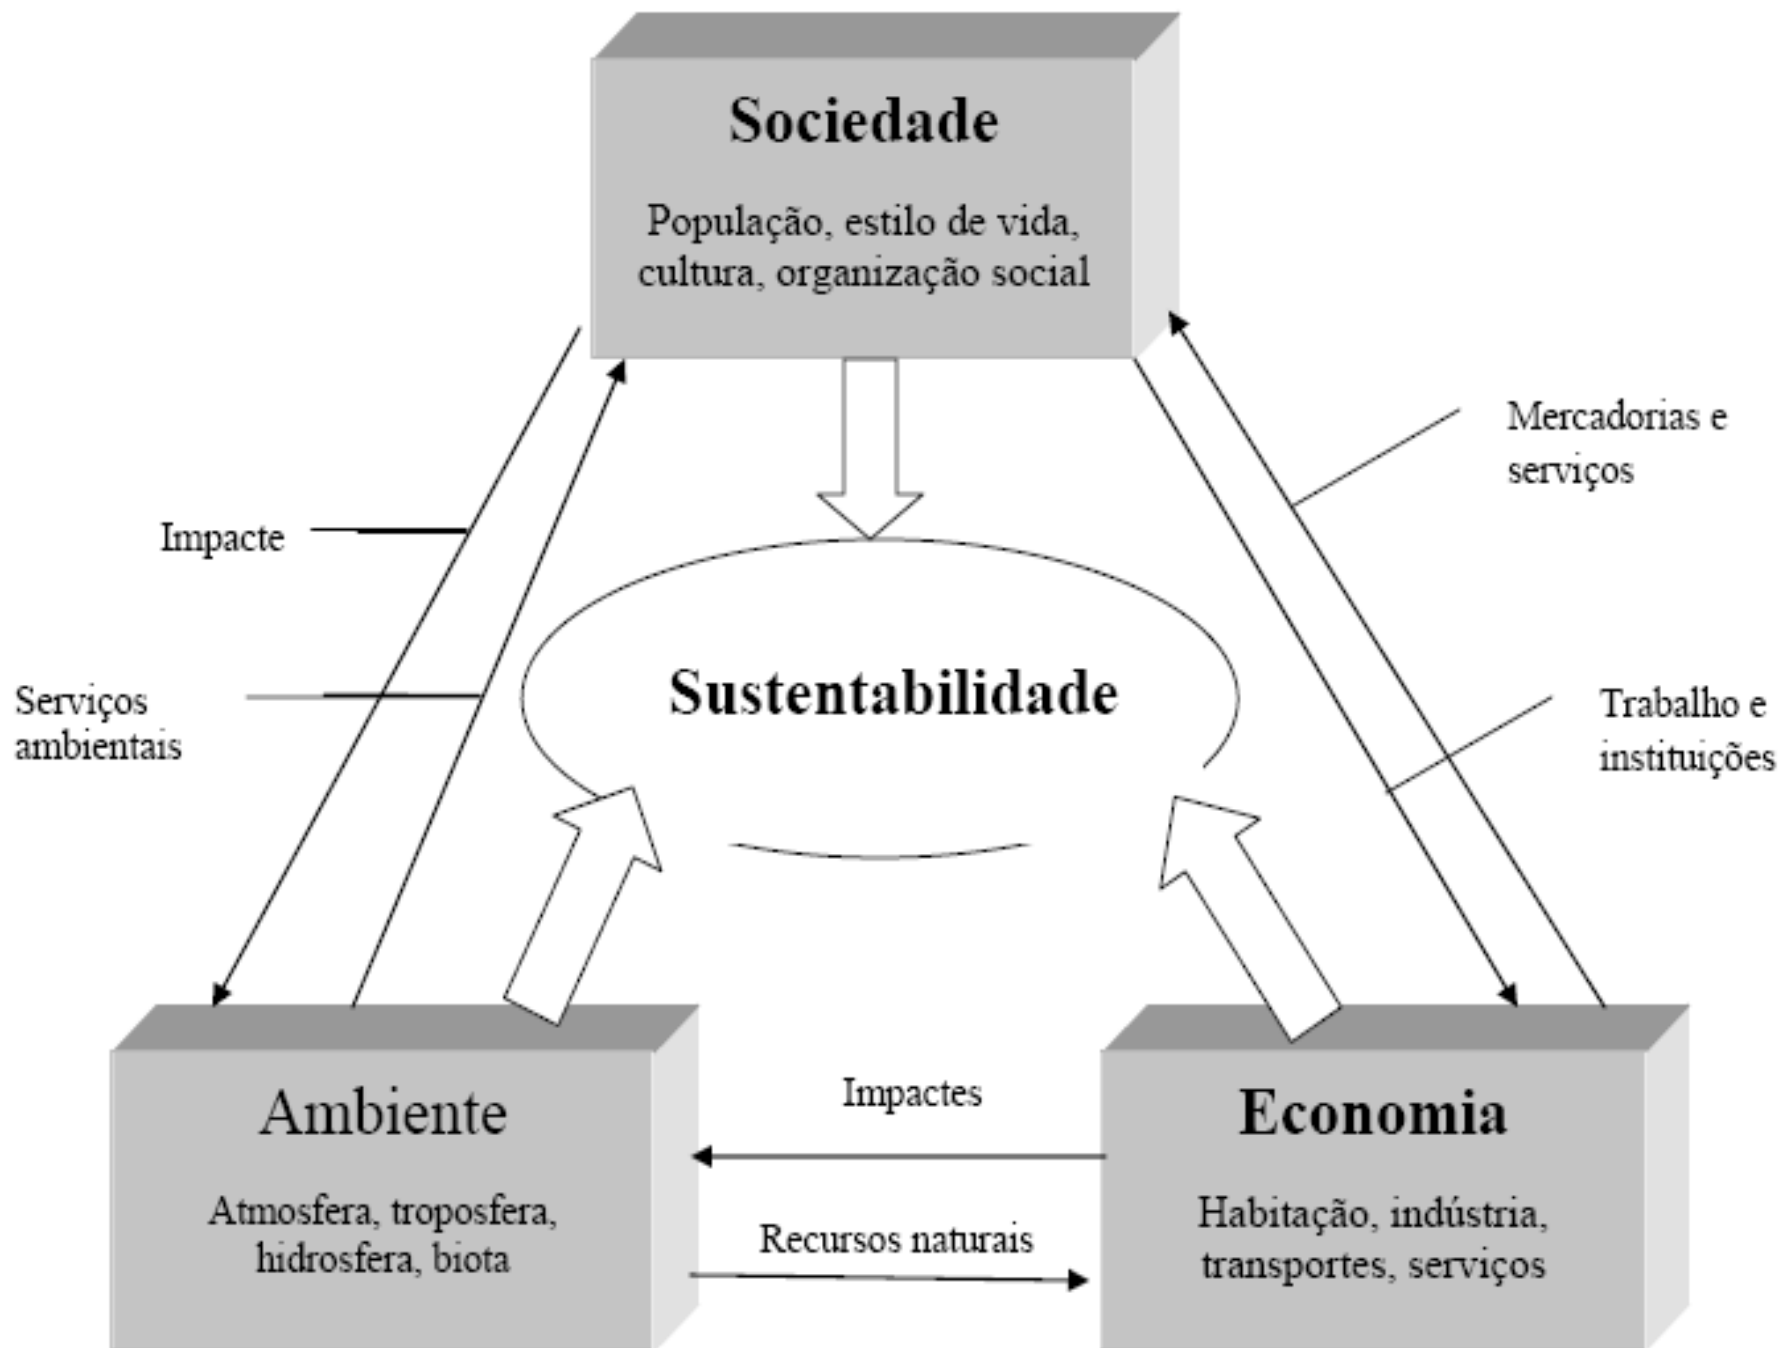 Sociedade
População, estilo de vida,
cultura, organização social
Mercadorias e
serviços
Impacte
Sustentabilidade
Serviços
ambientais
Trabalho e
instituições
Ambiente
Atmosfera, troposfera,
hidrosfera, biota
Impactes
Recursos naturais
Economia
Habitação, indústria,
transportes, serviços